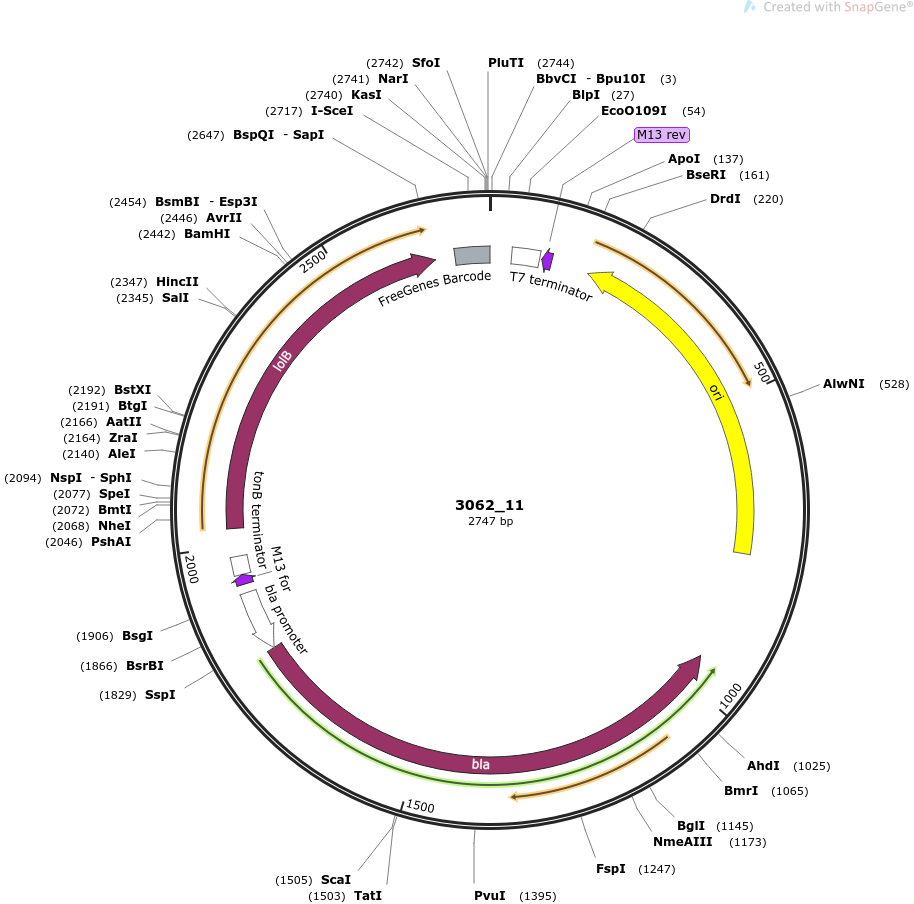 Created with SnapGene®
(2742) SfoI
PluTI (2744)
(2741) NarI
BbvCI - Bpu10I (3)
(2740) KasI
BlpI (27)
(2717) I-SceI
EcoO109I (54)
(2647) BspQI - SapI
M13 rev
ApoI (137)
BseRI (161)
DrdI (220)
(2454) BsmBI - Esp3I
(2446) AvrII
(2442) BamHI
2500
FreeGenes Barcode
T7 terminator
(2347) HincII
(2345) SalI
lolB
500
ori
AlwNI (528)
(2192) BstXI
(2191) BtgI
(2166) AatII
(2164) ZraI
(2140) AleI
(2094) NspI - SphI
(2077) SpeI
(2072) BmtI
(2068) NheI
(2046) PshAI
tonB terminator
3062_11
2747 bp
2000
M13 for
bla promoter
(1906) BsgI
(1866) BsrBI
(1829) SspI
1000
bla
AhdI (1025)
BmrI (1065)
1500
BglI (1145)
NmeAIII (1173)
FspI (1247)
(1505) ScaI
(1503) TatI
PvuI (1395)